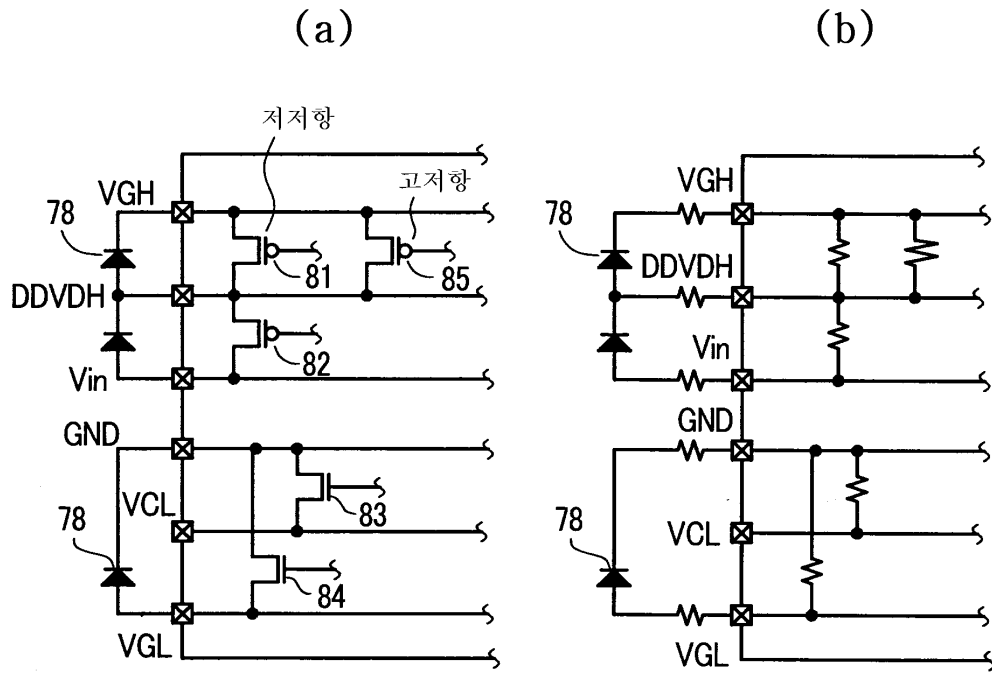 (a)
저저항
VGH
고저항
78
81
85
DDVDH
82
Vin
GND
VCL
83
78
84
VGL
(b)
VGH
78
DDVDH
Vin
GND
78
VCL
VGL